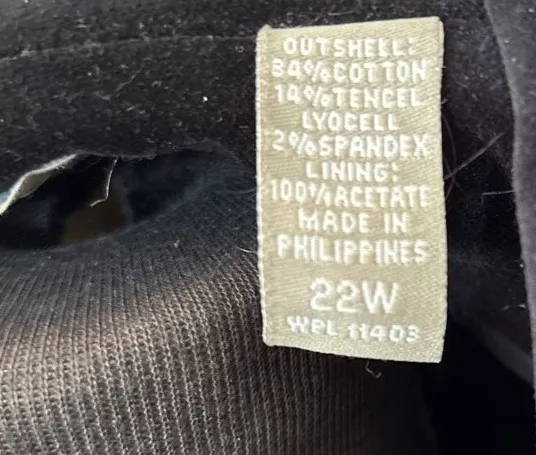 OUTSHELL:
84%COTTON
14%TENCEL
LYOCELL
2%SPANDEX
LINING:
100%ACETATE
MADE IN
PHILIPPINES
22W
WPL 11403